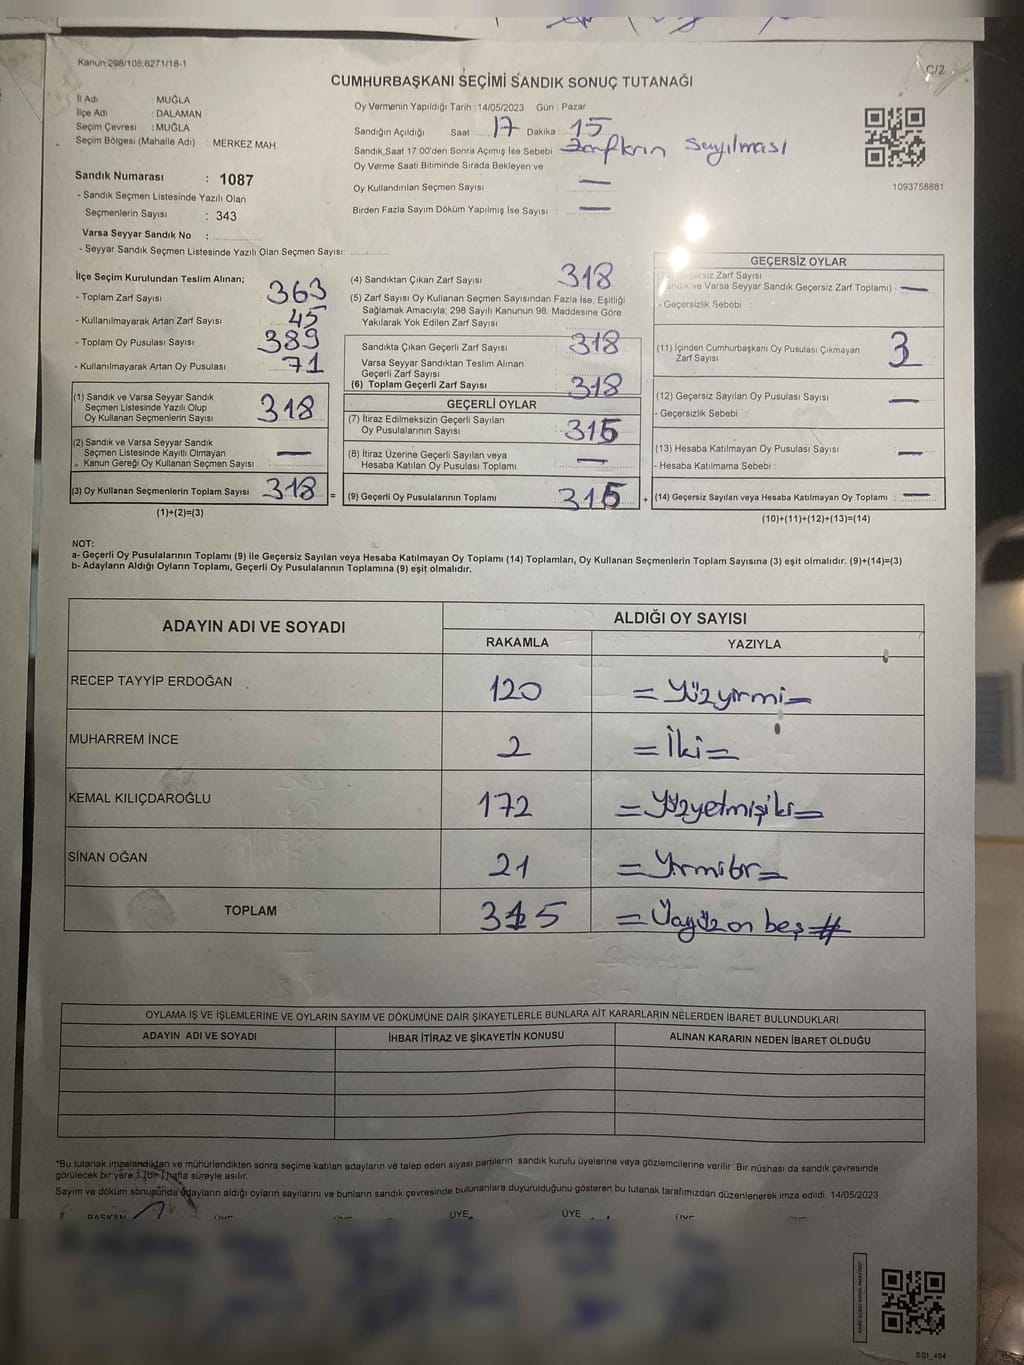 Kanun:298/105,6271/18-1
C/2
CUMHURBAŞKANI SEÇİMİ SANDIK SONUÇ TUTANAĞI
İl Adı : MUĞLA
İlçe Adı : DALAMAN
Seçim Çevresi : MUĞLA
Seçim Bölgesi (Mahalle Adı) : MERKEZ MAH.
Oy Vermenin Yapıldığı Tarih : 14/05/2023 Gün : Pazar
Sandığın Açıldığı Saat : 17 Dakika : 15
Sandık Saat 17:00'den Sonra Açımış İse Sebebi : Zarfların sayılması
Oy Verme Saati Bitiminde Sırada Bekleyen ve
Oy Kullandırılan Seçmen Sayısı : —
Birden Fazla Sayım Döküm Yapılmış İse Sayısı : —
1093758881
Sandık Numarası : 1087
- Sandık Seçmen Listesinde Yazılı Olan
Seçmenlerin Sayısı : 343
Varsa Seyyar Sandık No :
- Seyyar Sandık Seçmen Listesinde Yazılı Olan Seçmen Sayısı:
İlçe Seçim Kurulundan Teslim Alınan;
- Toplam Zarf Sayısı : 363
- Kullanılmayarak Artan Zarf Sayısı : 45
- Toplam Oy Pusulası Sayısı : 389
- Kullanılmayarak Artan Oy Pusulası : 71
(1) Sandık ve Varsa Seyyar Sandık
Seçmen Listesinde Yazılı Olup
Oy Kullanan Seçmenlerin Sayısı : 318
(2) Sandık ve Varsa Seyyar Sandık
Seçmen Listesinde Kayıtlı Olmayan
Kanun Gereği Oy Kullanan Seçmen Sayısı : —
(3) Oy Kullanan Seçmenlerin Toplam Sayısı : 318 =
(1)+(2)=(3)
(4) Sandıktan Çıkan Zarf Sayısı : 318
(5) Zarf Sayısı Oy Kullanan Seçmen Sayısından Fazla İse, Eşitliği
Sağlamak Amacıyla, 298 Sayılı Kanunun 98. Maddesine Göre
Yakılarak Yok Edilen Zarf Sayısı :
Sandıkta Çıkan Geçerli Zarf Sayısı : 318
Varsa Seyyar Sandıktan Teslim Alınan
Geçerli Zarf Sayısı :
(6) Toplam Geçerli Zarf Sayısı : 318
GEÇERLİ OYLAR
(7) İtiraz Edilmeksizin Geçerli Sayılan
Oy Pusulalarının Sayısı : 315
(8) İtiraz Üzerine Geçerli Sayılan veya
Hesaba Katılan Oy Pusulası Toplamı : —
(9) Geçerli Oy Pusulalarının Toplamı : 315 +
GEÇERSİZ OYLAR
Geçersiz Zarf Sayısı
(Sandık ve Varsa Seyyar Sandık Geçersiz Zarf Toplamı) : —
- Geçersizlik Sebebi :
(11) İçinden Cumhurbaşkanı Oy Pusulası Çıkmayan
Zarf Sayısı : 3
(12) Geçersiz Sayılan Oy Pusulası Sayısı : —
- Geçersizlik Sebebi :
(13) Hesaba Katılmayan Oy Pusulası Sayısı : —
- Hesaba Katılmama Sebebi :
(14) Geçersiz Sayılan veya Hesaba Katılmayan Oy Toplamı : —
(10)+(11)+(12)+(13)=(14)
NOT:
a- Geçerli Oy Pusulalarının Toplamı (9) ile Geçersiz Sayılan veya Hesaba Katılmayan Oy Toplamı (14) Toplamları, Oy Kullanan Seçmenlerin Toplam Sayısına (3) eşit olmalıdır. (9)+(14)=(3)
b- Adayların Aldığı Oyların Toplamı, Geçerli Oy Pusulalarının Toplamına (9) eşit olmalıdır.
ADAYIN ADI VE SOYADI
ALDIĞI OY SAYISI
RAKAMLA YAZIYLA
RECEP TAYYİP ERDOĞAN 120 = Yüzyirmi =
MUHARREM İNCE 2 = İki =
KEMAL KILIÇDAROĞLU 172 = Yüzyetmişiki =
SİNAN OĞAN 21 = Yirmibir =
TOPLAM 315 = Üçyüz on beş #
OYLAMA İŞ VE İŞLEMLERİNE VE OYLARIN SAYIM VE DÖKÜMÜNE DAİR ŞİKAYETLERLE BUNLARA AİT KARARLARIN NELERDEN İBARET BULUNDUKLARI
ADAYIN ADI VE SOYADI İHBAR İTİRAZ VE ŞİKAYETİN KONUSU ALINAN KARARIN NEDEN İBARET OLDUĞU
*Bu tutanak imzalandıktan ve mühürlendikten sonra seçime katılan adayların ve talep eden siyasi partilerin sandık kurulu üyelerine veya gözlemcilerine verilir Bir nüshası da sandık çevresinde
görülecek bir yere 1 (bir) hafta süreyle asılır.
Sayım ve döküm sonupunda adayların aldığı oyların sayılarını ve bunların sandık çevresinde bulunanlara duyurulduğunu gösteren bu tutanak tarafımızdan düzenlenerek imza edildi. 14/05/2023
BAŞKAN ÜYE ÜYE ÜYE ÜYE ÜYE